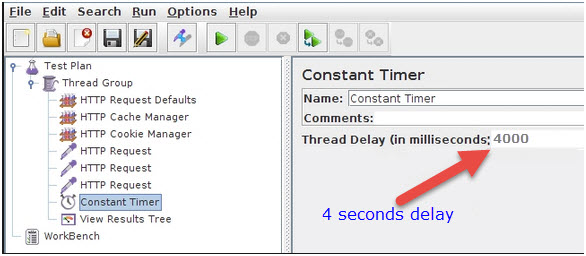 File Edit Search Run Options Help
Test Plan
Thread Group
HTTP Request Defaults
HTTP Cache Manager
HTTP Cookie Manager
HTTP Request
HTTP Request
HTTP Request
Constant Timer
View Results Tree
WorkBench
Constant Timer
Name: Constant Timer
Comments:
Thread Delay (in milliseconds: 4000
4 seconds delay